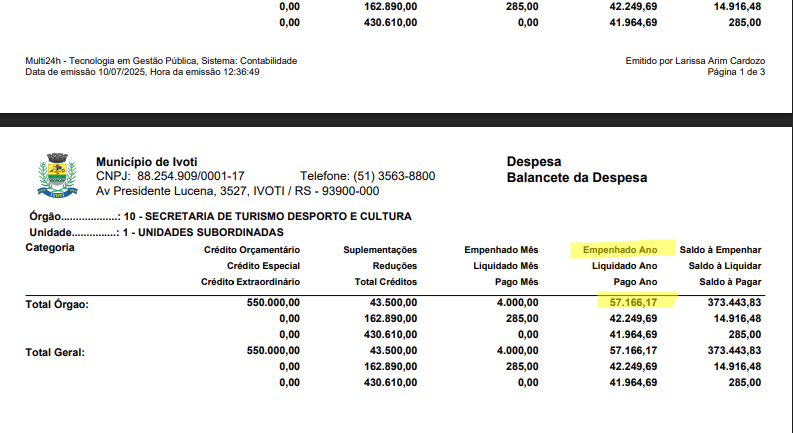 0,00 162.890,00 285,00 42.249,69 14.916,48
0,00 430.610,00 0,00 41.964,69 285,00
Multi24h - Tecnologia em Gestão Pública, Sistema: Contabilidade Emitido por Larissa Arim Cardozo
Data de emissão 10/07/2025, Hora da emissão 12:36:49 Página 1 de 3
Município de Ivoti Despesa
CNPJ: 88.254.909/0001-17 Telefone: (51) 3563-8800 Balancete da Despesa
Av Presidente Lucena, 3527, IVOTI / RS - 93900-000
Órgão...................: 10 - SECRETARIA DE TURISMO DESPORTO E CULTURA
Unidade...............: 1 - UNIDADES SUBORDINADAS
Categoria Crédito Orçamentário Suplementações Empenhado Mês Empenhado Ano Saldo à Empenhar
Crédito Especial Reduções Liquidado Mês Liquidado Ano Saldo à Liquidar
Crédito Extraordinário Total Créditos Pago Mês Pago Ano Saldo à Pagar
Total Órgao: 550.000,00 43.500,00 4.000,00 57.166,17 373.443,83
0,00 162.890,00 285,00 42.249,69 14.916,48
0,00 430.610,00 0,00 41.964,69 285,00
Total Geral: 550.000,00 43.500,00 4.000,00 57.166,17 373.443,83
0,00 162.890,00 285,00 42.249,69 14.916,48
0,00 430.610,00 0,00 41.964,69 285,00